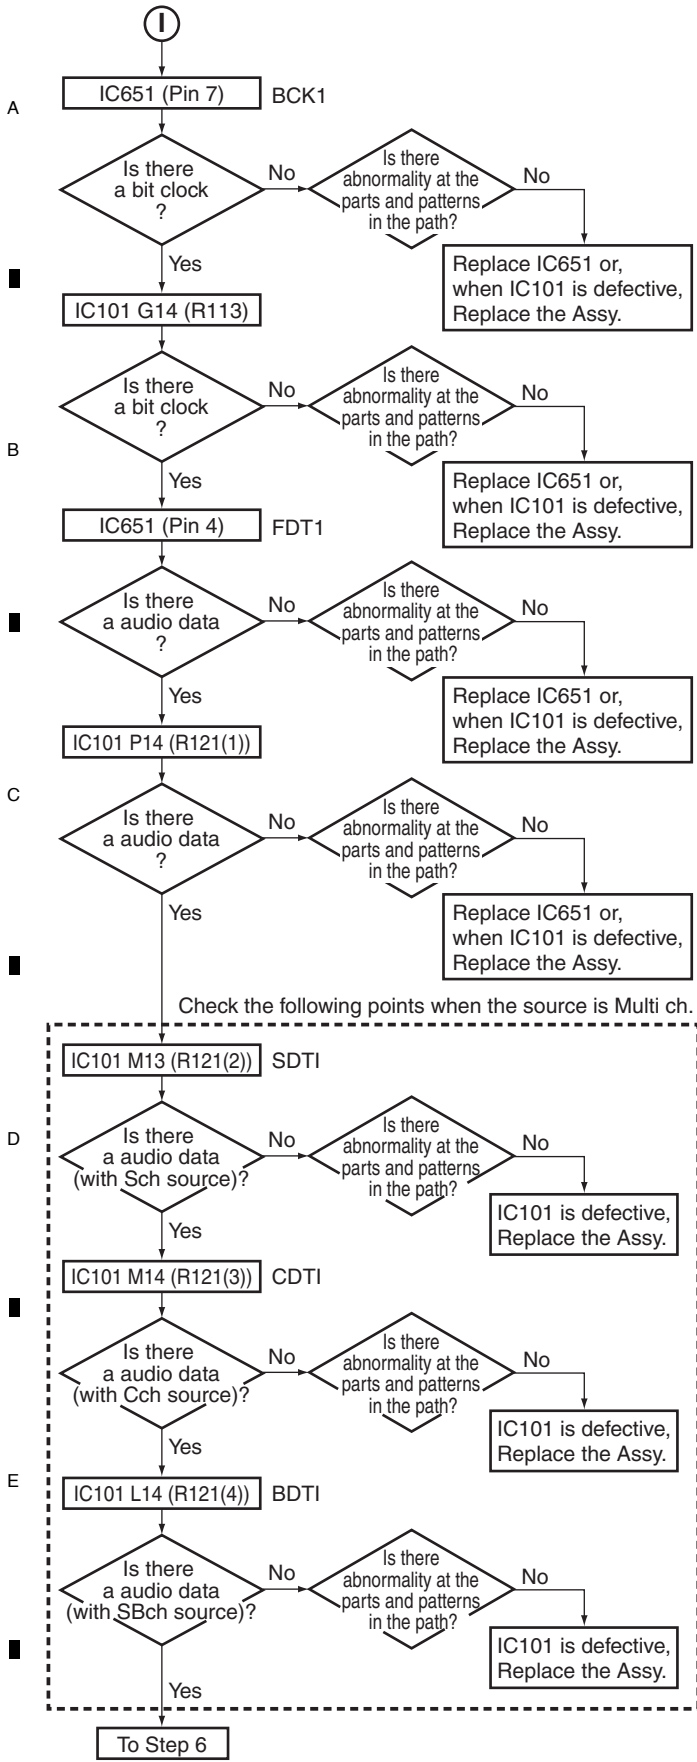 I
A
IC651 (Pin 7) BCK1
Is there
a bit clock
?
No
Is there
abnormality at the
parts and patterns
in the path?
No
Replace IC651 or,
when IC101 is defective,
Replace the Assy.
Yes
IC101 G14 (R113)
Is there
a bit clock
?
No
Is there
abnormality at the
parts and patterns
in the path?
No
Replace IC651 or,
when IC101 is defective,
Replace the Assy.
B
Yes
IC651 (Pin 4) FDT1
Is there
a audio data
?
No
Is there
abnormality at the
parts and patterns
in the path?
No
Replace IC651 or,
when IC101 is defective,
Replace the Assy.
Yes
IC101 P14 (R121(1))
C
Is there
a audio data
?
No
Is there
abnormality at the
parts and patterns
in the path?
No
Replace IC651 or,
when IC101 is defective,
Replace the Assy.
Yes
Check the following points when the source is Multi ch.
IC101 M13 (R121(2)) SDTI
D
Is there
a audio data
(with Sch source)?
No
Is there
abnormality at the
parts and patterns
in the path?
No
IC101 is defective,
Replace the Assy.
Yes
IC101 M14 (R121(3)) CDTI
Is there
a audio data
(with Cch source)?
No
Is there
abnormality at the
parts and patterns
in the path?
No
IC101 is defective,
Replace the Assy.
Yes
E
IC101 L14 (R121(4)) BDTI
Is there
a audio data
(with SBch source)?
No
Is there
abnormality at the
parts and patterns
in the path?
No
IC101 is defective,
Replace the Assy.
Yes
To Step 6